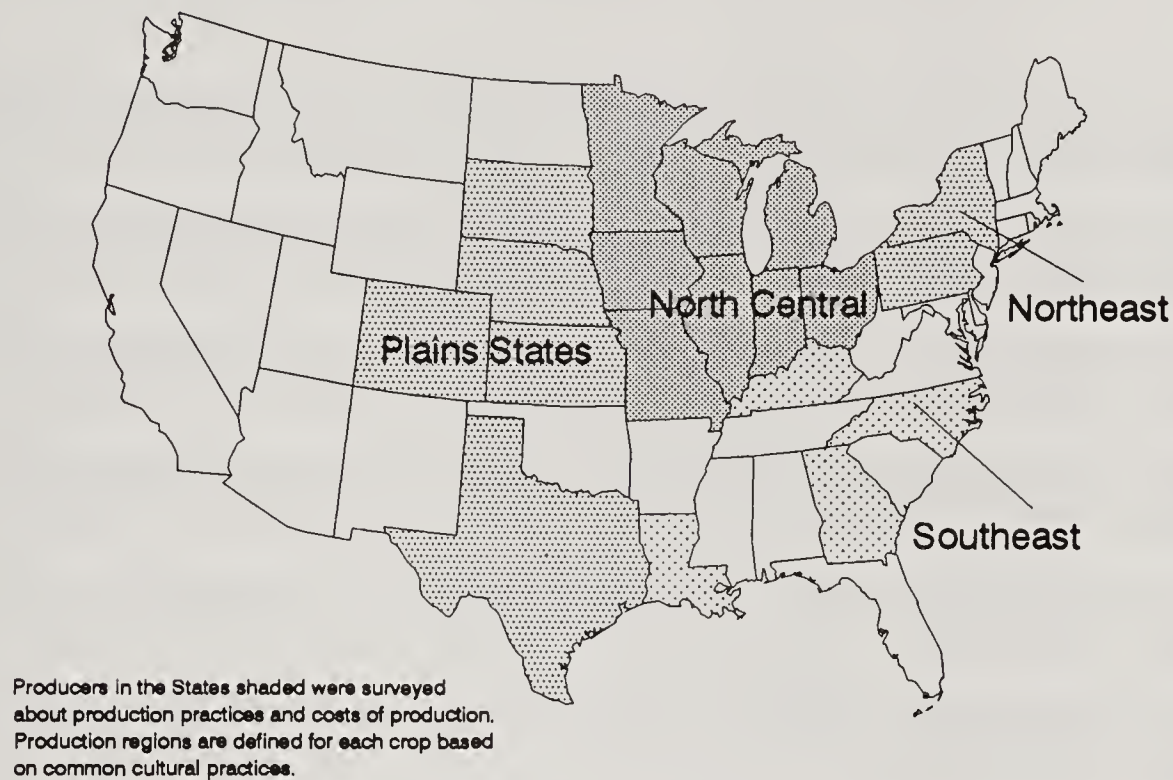 North Central
Northeast
Plains States
Southeast
Producers in the States shaded were surveyed
about production practices and costs of production.
Production regions are defined for each crop based
on common cultural practices.